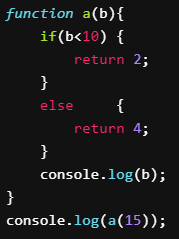 function a(b){
    if(b<10) {
        return 2;
    }
    else    {
        return 4;
    }
    console.log(b);
}
console.log(a(15));